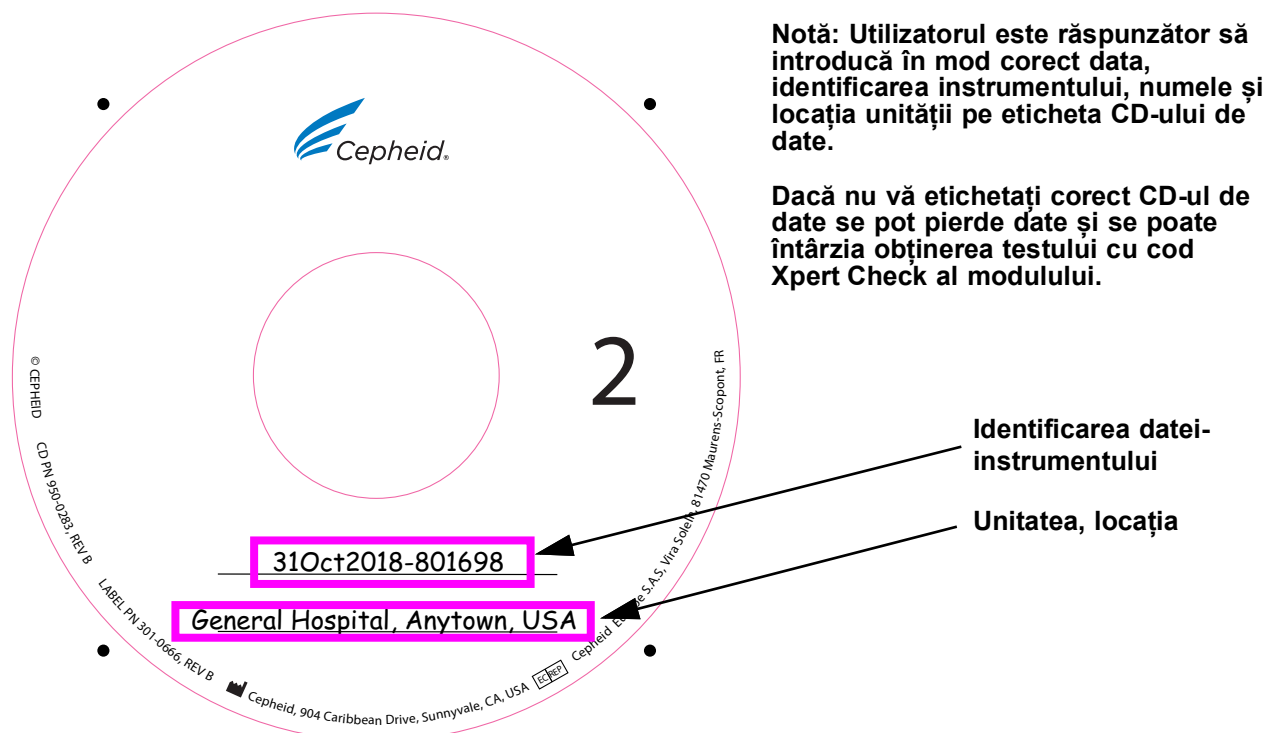 Notă: Utilizatorul este răspunzător să
introducă în mod corect data,
identificarea instrumentului, numele și
locația unității pe eticheta CD-ului de
date.
Dacă nu vă etichetați corect CD-ul de
date se pot pierde date și se poate
întârzia obținerea testului cu cod
Xpert Check al modulului.
Cepheid®
2
Identificarea datei-
instrumentului
Unitatea, locația
31Oct2018-801698
General Hospital, Anytown, USA
© CEPHEID CD PN 950-0283, REV B LABEL PN 301-0666, REV B Cepheid, 904 Caribbean Drive, Sunnyvale, CA, USA EC REP Cepheid S.A.S, Vira Solelh, 81470 Maurens-Scopont, FR